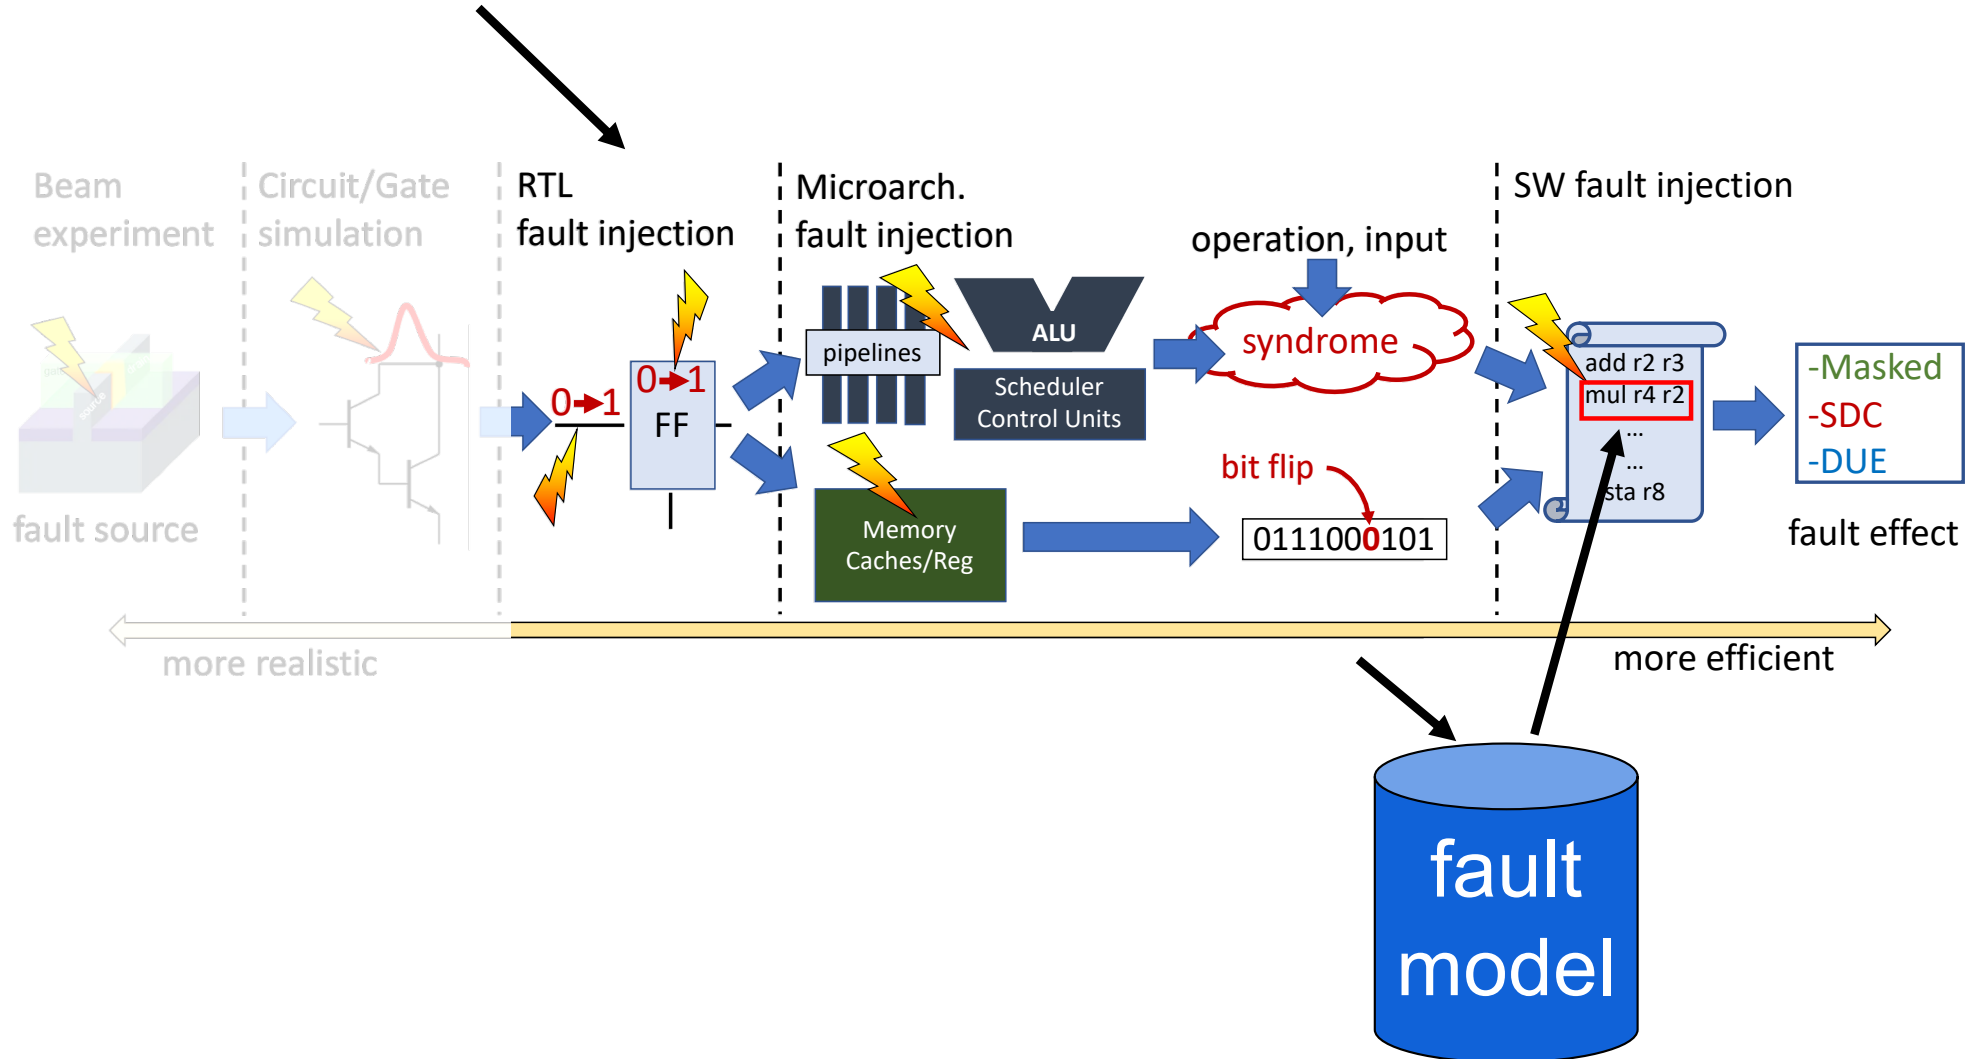 Beam
experiment
Circuit/Gate
simulation
RTL
fault injection
Microarch.
fault injection
SW fault injection
operation, input
0→1
0→1
FF
pipelines
ALU
Scheduler
Control Units
syndrome
add r2 r3
mul r4 r2
...
...
sta r8
-Masked
-SDC
-DUE
source
fault source
Memory
Caches/Reg
bit flip
0111000101
fault effect
more realistic
more efficient
fault
model